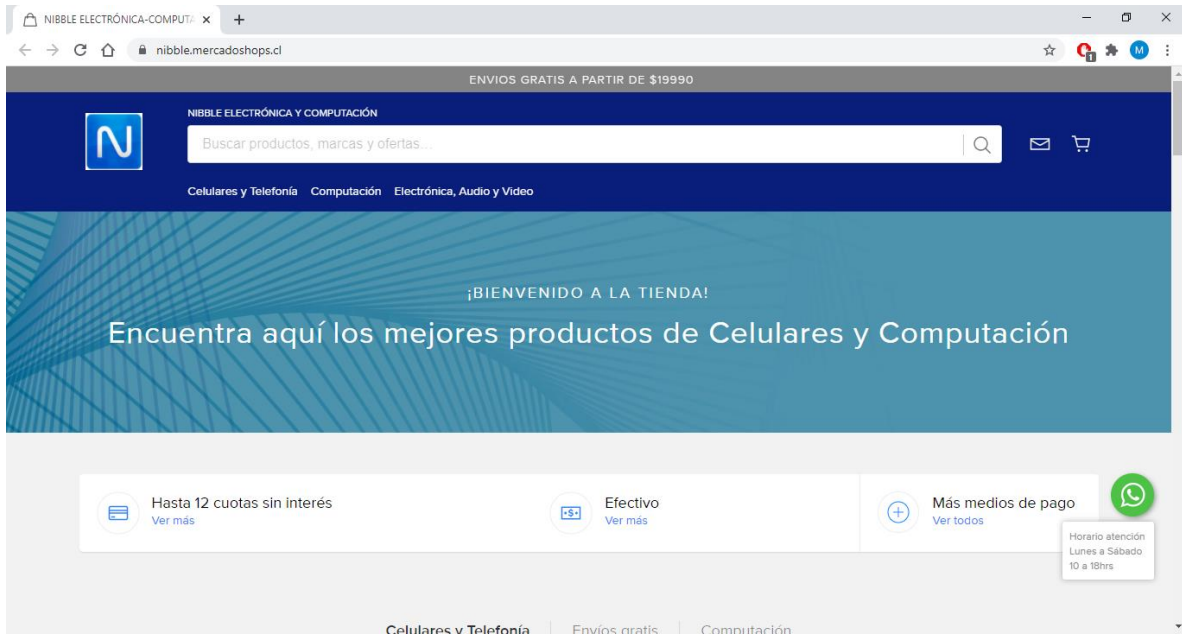 NIBBLE ELECTRÓNICA-COMPUTA
nibble.mercadoshops.cl
1
M
ENVIOS GRATIS A PARTIR DE $19990
N
NIBBLE ELECTRÓNICA Y COMPUTACIÓN
Buscar productos, marcas y ofertas...
Celulares y Telefonía Computación Electrónica, Audio y Video
¡BIENVENIDO A LA TIENDA!
Encuentra aquí los mejores productos de Celulares y Computación
Hasta 12 cuotas sin interés
Ver más
Efectivo
Ver más
Más medios de pago
Ver todos
Horario atención
Lunes a Sábado
10 a 18hrs
Celulares y Telefonía Envíos gratis Computación